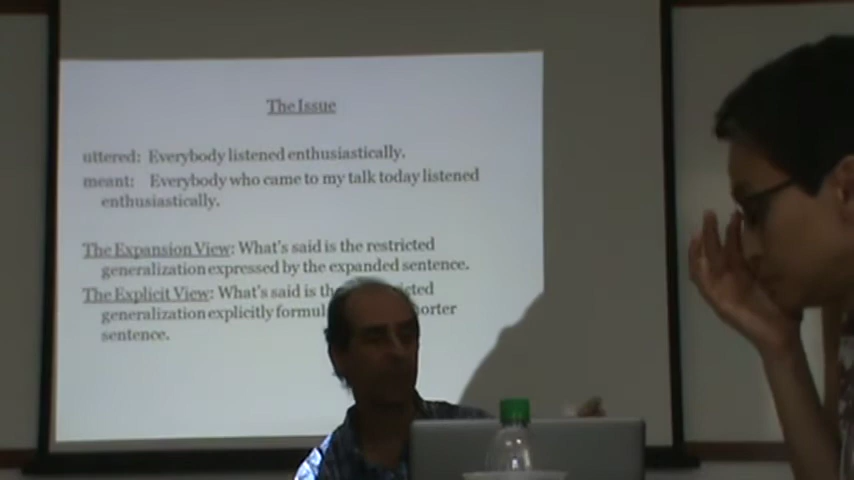 The Issue
uttered: Everybody listened enthusiastically.
meant: Everybody who came to my talk today listened
enthusiastically.
The Expansion View: What's said is the restricted
generalization expressed by the expanded sentence.
The Explicit View: What's said is
generalization explicitly
sentence.